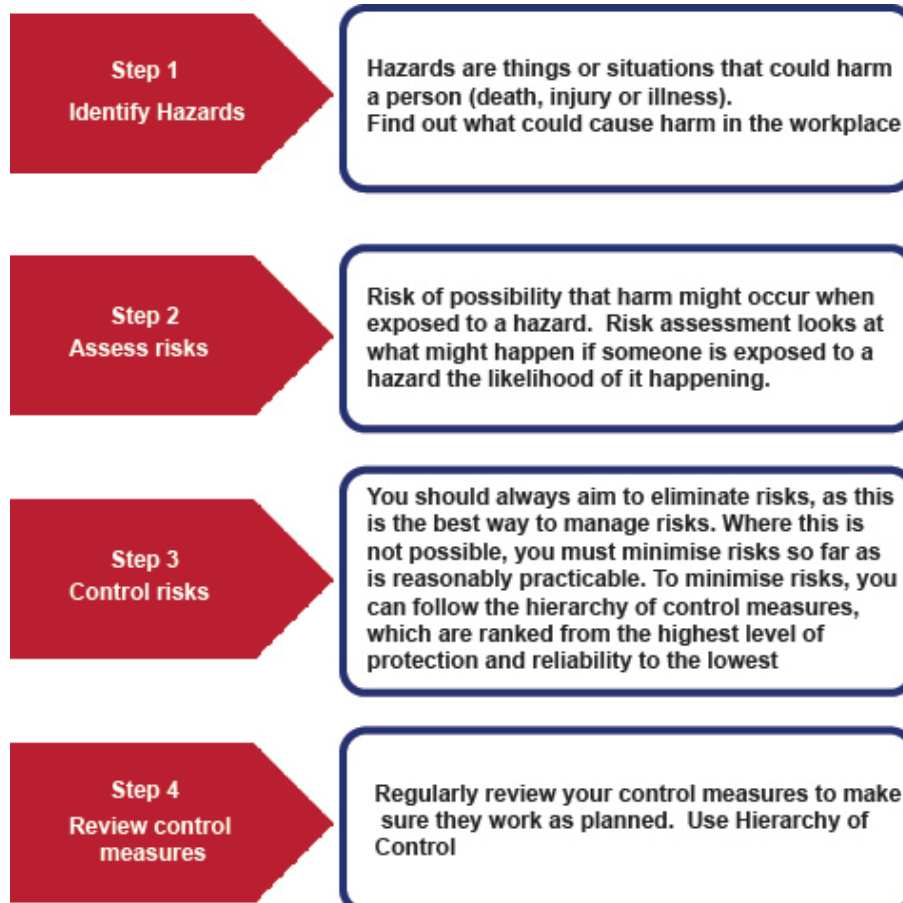 Step 1
Identify Hazards
Hazards are things or situations that could harm
a person (death, injury or illness).
Find out what could cause harm in the workplace
Step 2
Assess risks
Risk of possibility that harm might occur when
exposed to a hazard.  Risk assessment looks at
what might happen if someone is exposed to a
hazard the likelihood of it happening.
Step 3
Control risks
You should always aim to eliminate risks, as this
is the best way to manage risks. Where this is
not possible, you must minimise risks so far as
is reasonably practicable. To minimise risks, you
can follow the hierarchy of control measures,
which are ranked from the highest level of
protection and reliability to the lowest
Step 4
Review control
measures
Regularly review your control measures to make
sure they work as planned.  Use Hierarchy of
Control